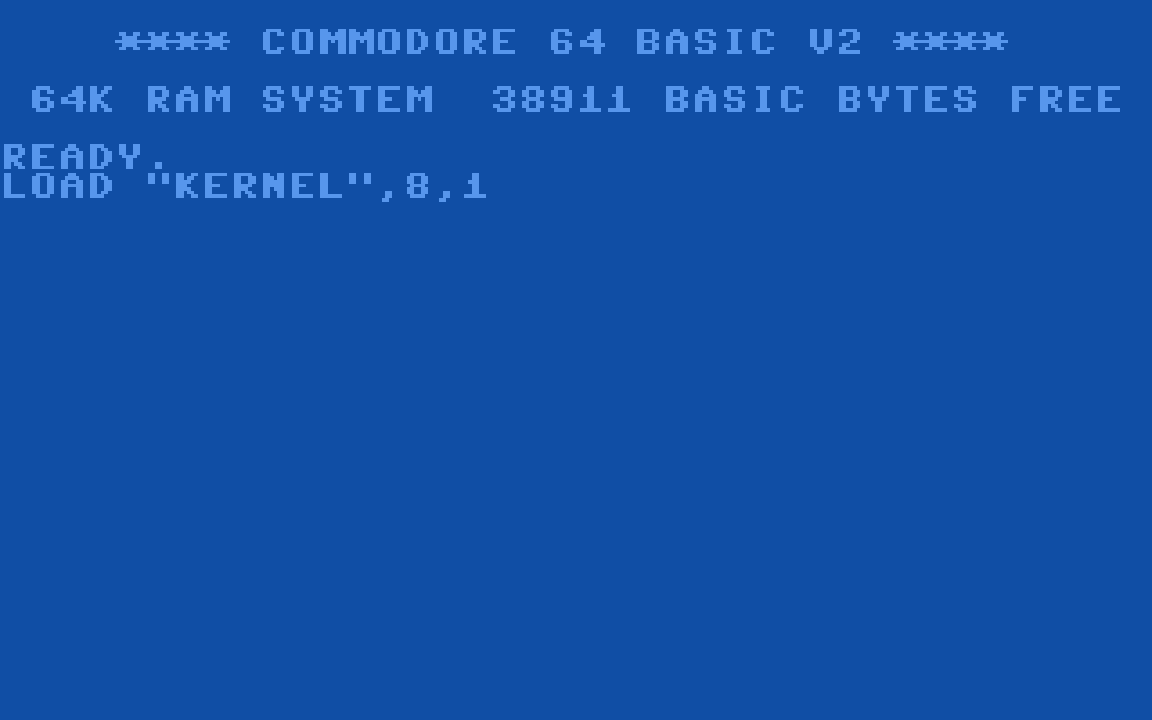 **** COMMODORE 64 BASIC V2 ****
64K RAM SYSTEM  38911 BASIC BYTES FREE
READY.
LOAD "KERNEL",8,1